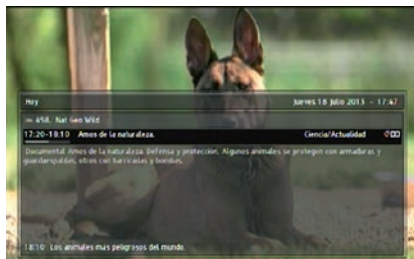 Hoy Jueves 18 Julio 2013 - 17:47
458. Nat Geo Wild
17:20-18:10 Amos de la naturaleza. Ciencia/Actualidad
Documental Amos de la naturaleza. Defensa y protección. Algunos animales se protegen con armaduras y
guardaespaldas, otros con barricadas y bombas.
18:10 Los animales más peligrosos del mundo.